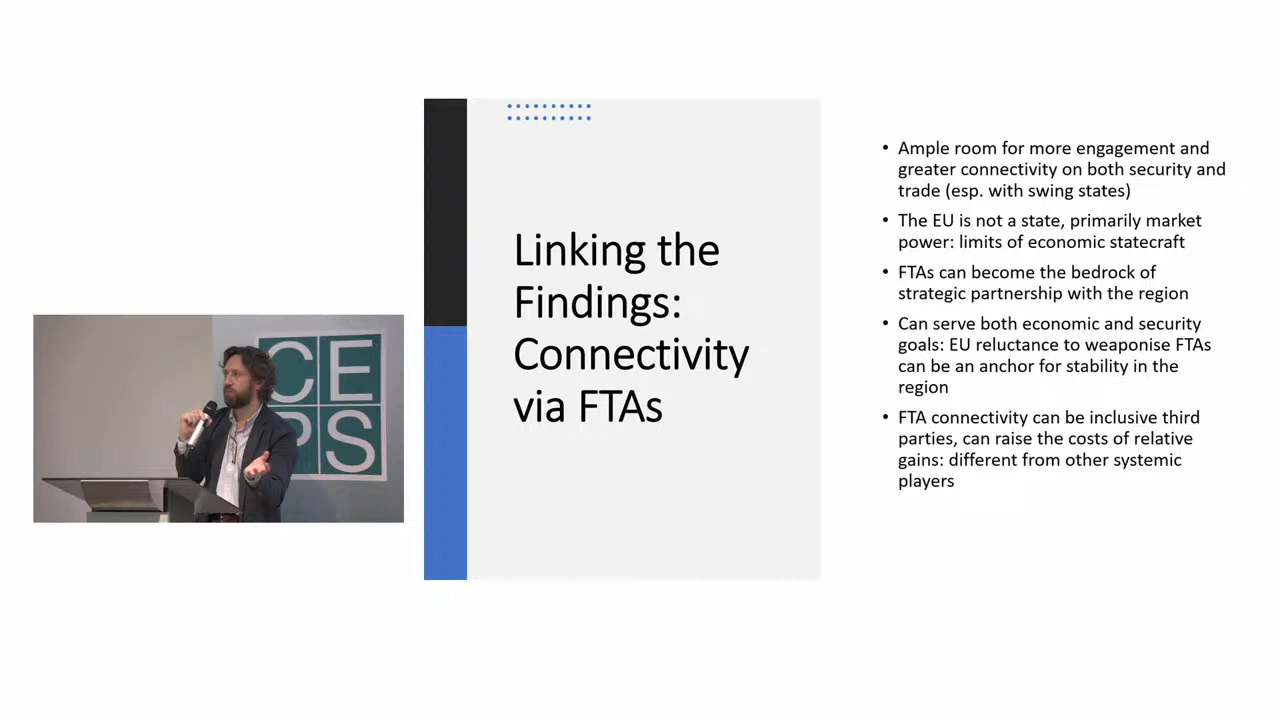 CE
PS
Linking the
Findings:
Connectivity
via FTAs
• Ample room for more engagement and
greater connectivity on both security and
trade (esp. with swing states)
• The EU is not a state, primarily market
power: limits of economic statecraft
• FTAs can become the bedrock of
strategic partnership with the region
• Can serve both economic and security
goals: EU reluctance to weaponise FTAs
can be an anchor for stability in the
region
• FTA connectivity can be inclusive third
parties, can raise the costs of relative
gains: different from other systemic
players